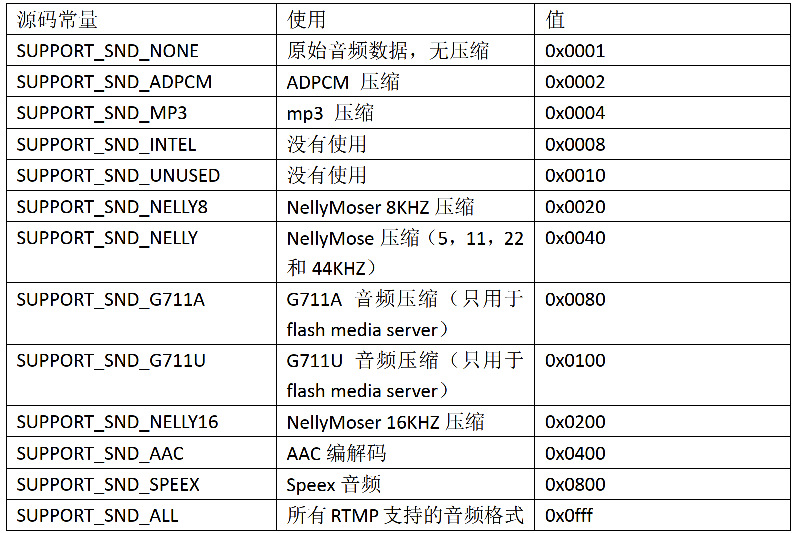 源码常量 使用 值
SUPPORT_SND_NONE 原始音频数据，无压缩 0x0001
SUPPORT_SND_ADPCM ADPCM 压缩 0x0002
SUPPORT_SND_MP3 mp3 压缩 0x0004
SUPPORT_SND_INTEL 没有使用 0x0008
SUPPORT_SND_UNUSED 没有使用 0x0010
SUPPORT_SND_NELLY8 NellyMoser 8KHZ 压缩 0x0020
SUPPORT_SND_NELLY NellyMose 压缩（5，11，22 0x0040
和 44KHZ）
SUPPORT_SND_G711A G711A 音频压缩（只用于 0x0080
flash media server）
SUPPORT_SND_G711U G711U 音频压缩（只用于 0x0100
flash media server）
SUPPORT_SND_NELLY16 NellyMoser 16KHZ 压缩 0x0200
SUPPORT_SND_AAC AAC 编解码 0x0400
SUPPORT_SND_SPEEX Speex 音频 0x0800
SUPPORT_SND_ALL 所有 RTMP 支持的音频格式 0x0fff